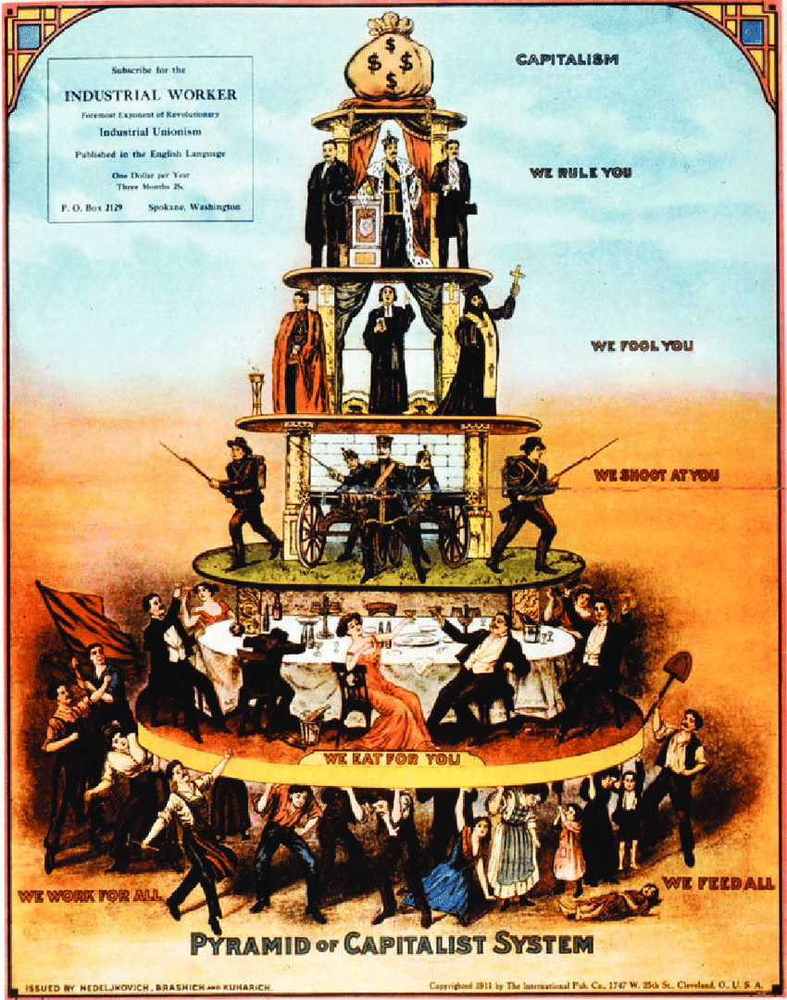 Subscribe for the
INDUSTRIAL WORKER
Foremost Exponent of Revolutionary
Industrial Unionism
Published in the English Language
One Dollar per Year
Three Months 25c
P. O. Box 2129 Spokane, Washington
$
$ $
$
CAPITALISM
WE RULE YOU
WE FOOL YOU
WE SHOOT AT YOU
WE EAT FOR YOU
WE WORK FOR ALL
WE FEED ALL
PYRAMID OF CAPITALIST SYSTEM
ISSUED BY NEDELJKOVICH, BRASHICH AND KUHARICH.
Copyrighted 1911 by The International Pub. Co., 1747 W. 25th St., Cleveland, O., U. S. A.